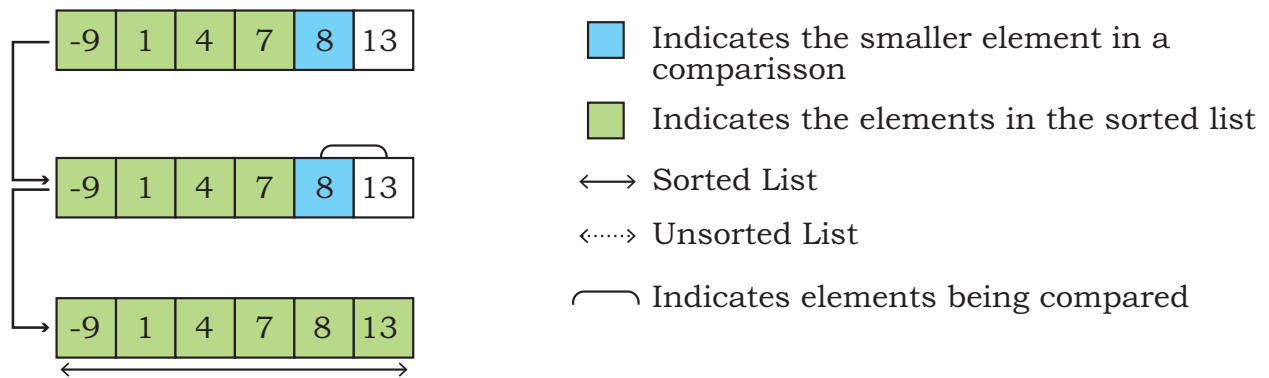 -9 1 4 7 8 13
Indicates the smaller element in a
comparisson
Indicates the elements in the sorted list
-9 1 4 7 8 13
Sorted List
Unsorted List
Indicates elements being compared
-9 1 4 7 8 13